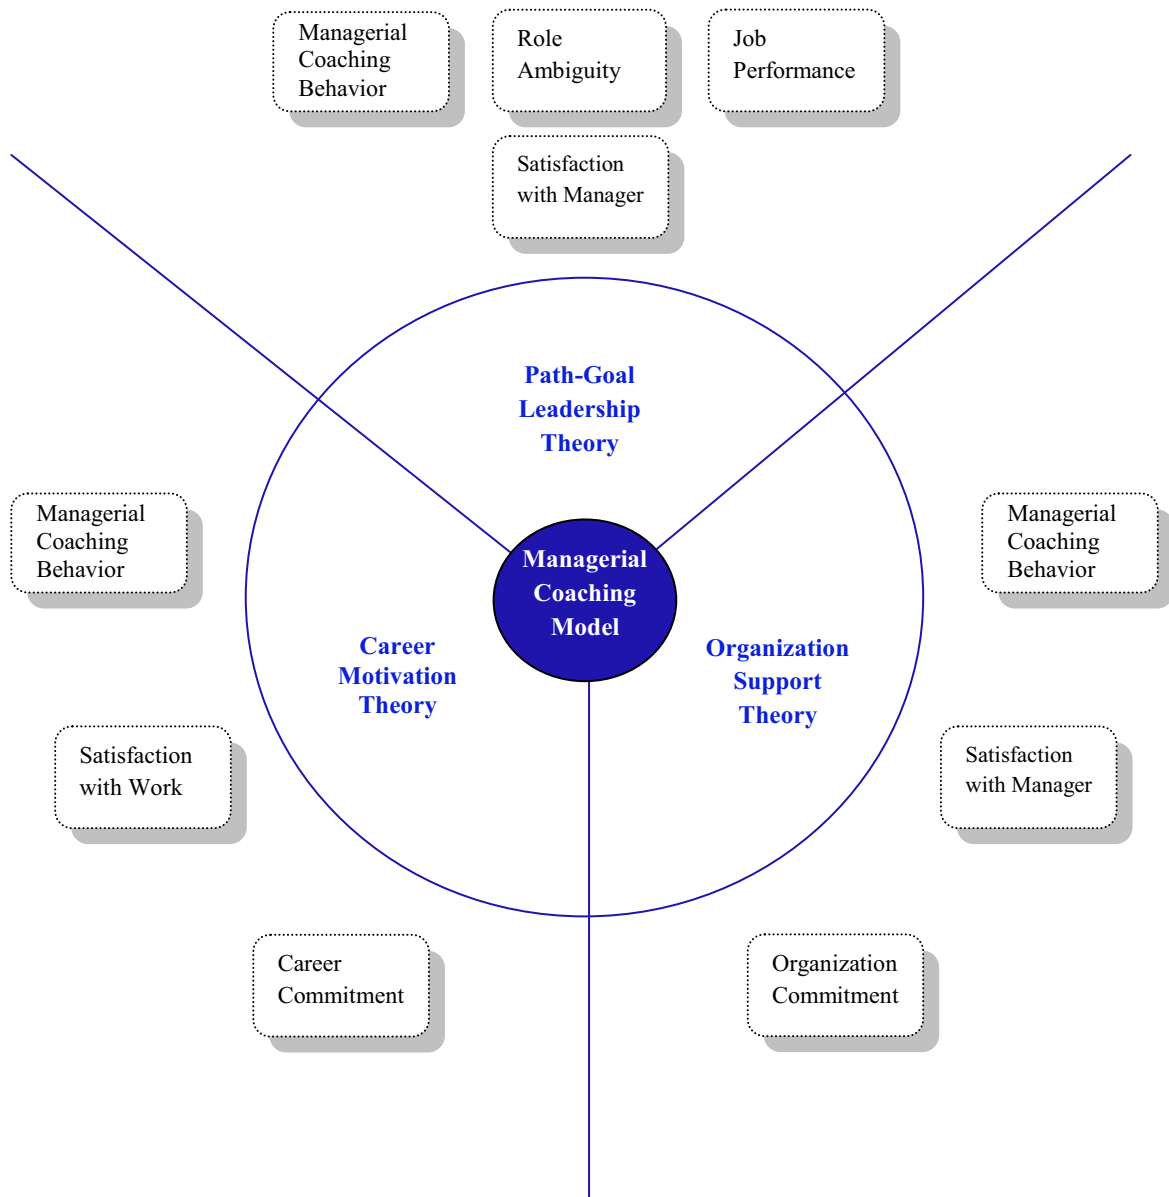 Managerial
Coaching
Behavior
Role
Ambiguity
Job
Performance
Satisfaction
with Manager
Path-Goal
Leadership
Theory
Managerial
Coaching
Behavior
Managerial
Coaching
Model
Managerial
Coaching
Behavior
Career
Motivation
Theory
Organization
Support
Theory
Satisfaction
with Work
Satisfaction
with Manager
Career
Commitment
Organization
Commitment